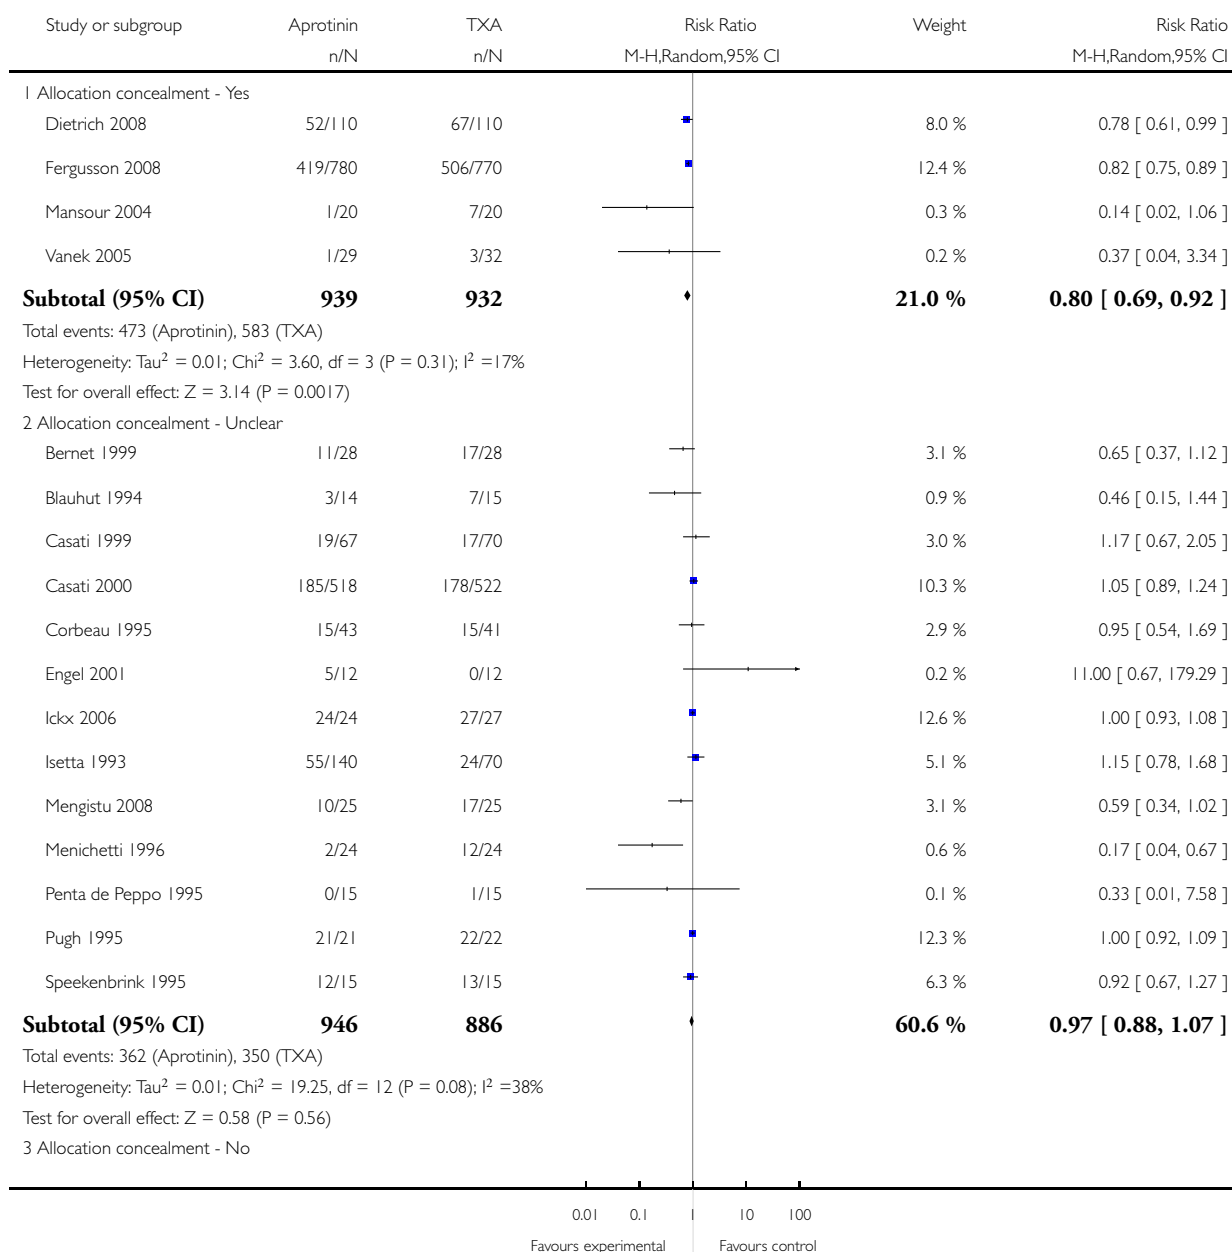 Study or subgroup Aprotinin TXA Risk Ratio Weight Risk Ratio
n/N n/N M-H,Random,95% CI M-H,Random,95% CI
1 Allocation concealment - Yes
Dietrich 2008 52/110 67/110 8.0 % 0.78 [ 0.61, 0.99 ]
Fergusson 2008 419/780 506/770 12.4 % 0.82 [ 0.75, 0.89 ]
Mansour 2004 1/20 7/20 0.3 % 0.14 [ 0.02, 1.06 ]
Vanek 2005 1/29 3/32 0.2 % 0.37 [ 0.04, 3.34 ]
Subtotal (95% CI) 939 932 21.0 % 0.80 [ 0.69, 0.92 ]
Total events: 473 (Aprotinin), 583 (TXA)
Heterogeneity: Tau² = 0.01; Chi² = 3.60, df = 3 (P = 0.31); I² =17%
Test for overall effect: Z = 3.14 (P = 0.0017)
2 Allocation concealment - Unclear
Bernet 1999 11/28 17/28 3.1 % 0.65 [ 0.37, 1.12 ]
Blauhut 1994 3/14 7/15 0.9 % 0.46 [ 0.15, 1.44 ]
Casati 1999 19/67 17/70 3.0 % 1.17 [ 0.67, 2.05 ]
Casati 2000 185/518 178/522 10.3 % 1.05 [ 0.89, 1.24 ]
Corbeau 1995 15/43 15/41 2.9 % 0.95 [ 0.54, 1.69 ]
Engel 2001 5/12 0/12 0.2 % 11.00 [ 0.67, 179.29 ]
Ickx 2006 24/24 27/27 12.6 % 1.00 [ 0.93, 1.08 ]
Isetta 1993 55/140 24/70 5.1 % 1.15 [ 0.78, 1.68 ]
Mengistu 2008 10/25 17/25 3.1 % 0.59 [ 0.34, 1.02 ]
Menichetti 1996 2/24 12/24 0.6 % 0.17 [ 0.04, 0.67 ]
Penta de Peppo 1995 0/15 1/15 0.1 % 0.33 [ 0.01, 7.58 ]
Pugh 1995 21/21 22/22 12.3 % 1.00 [ 0.92, 1.09 ]
Speekenbrink 1995 12/15 13/15 6.3 % 0.92 [ 0.67, 1.27 ]
Subtotal (95% CI) 946 886 60.6 % 0.97 [ 0.88, 1.07 ]
Total events: 362 (Aprotinin), 350 (TXA)
Heterogeneity: Tau² = 0.01; Chi² = 19.25, df = 12 (P = 0.08); I² =38%
Test for overall effect: Z = 0.58 (P = 0.56)
3 Allocation concealment - No
0.01 0.1 1 10 100
Favours experimental Favours control